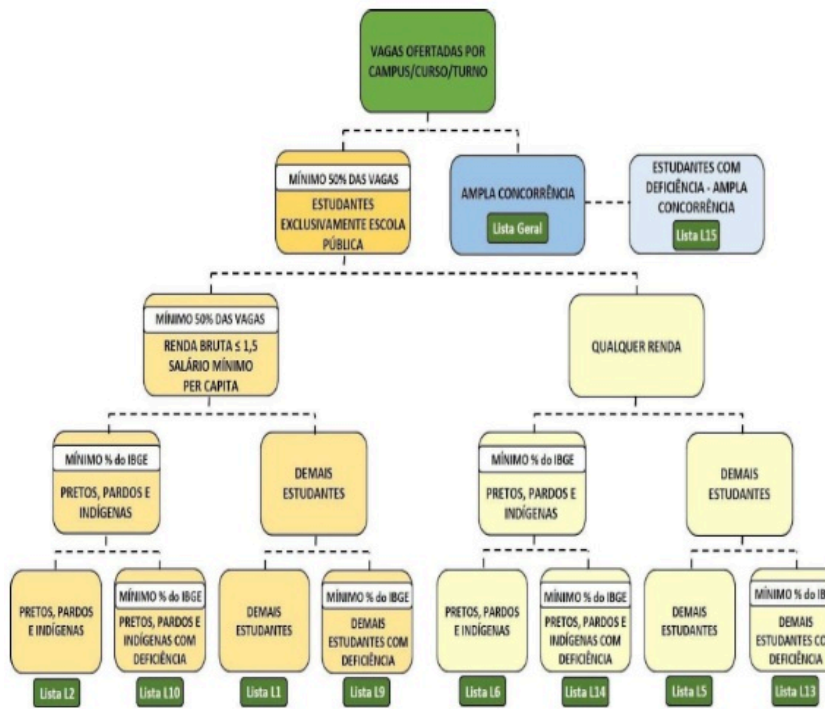 VAGAS OFERTADAS POR
CAMPUS/CURSO/TURNO
MÍNIMO 50% DAS VAGAS
ESTUDANTES
EXCLUSIVAMENTE ESCOLA
PÚBLICA
AMPLA CONCORRÊNCIA
Lista Geral
ESTUDANTES COM
DEFICIÊNCIA - AMPLA
CONCORRÊNCIA
Lista L15
MÍNIMO 50% DAS VAGAS
RENDA BRUTA ≤ 1,5
SALÁRIO MÍNIMO
PER CAPITA
QUALQUER RENDA
MÍNIMO % do IBGE
PRETOS, PARDOS E
INDÍGENAS
DEMAIS
ESTUDANTES
MÍNIMO % do IBGE
PRETOS, PARDOS E
INDÍGENAS
DEMAIS
ESTUDANTES
PRETOS, PARDOS
E INDÍGENAS
Lista L2
MÍNIMO % do IBGE
PRETOS, PARDOS E
INDÍGENAS COM
DEFICIÊNCIA
Lista L10
DEMAIS
ESTUDANTES
Lista L1
MÍNIMO % do IBGE
DEMAIS
ESTUDANTES COM
DEFICIÊNCIA
Lista L9
PRETOS, PARDOS
E INDÍGENAS
Lista L6
MÍNIMO % do IBGE
PRETOS, PARDOS E
INDÍGENAS COM
DEFICIÊNCIA
Lista L14
DEMAIS
ESTUDANTES
Lista L5
MÍNIMO % do
DEMAIS
ESTUDANTES
DEFICIÊNCIA
Lista L13